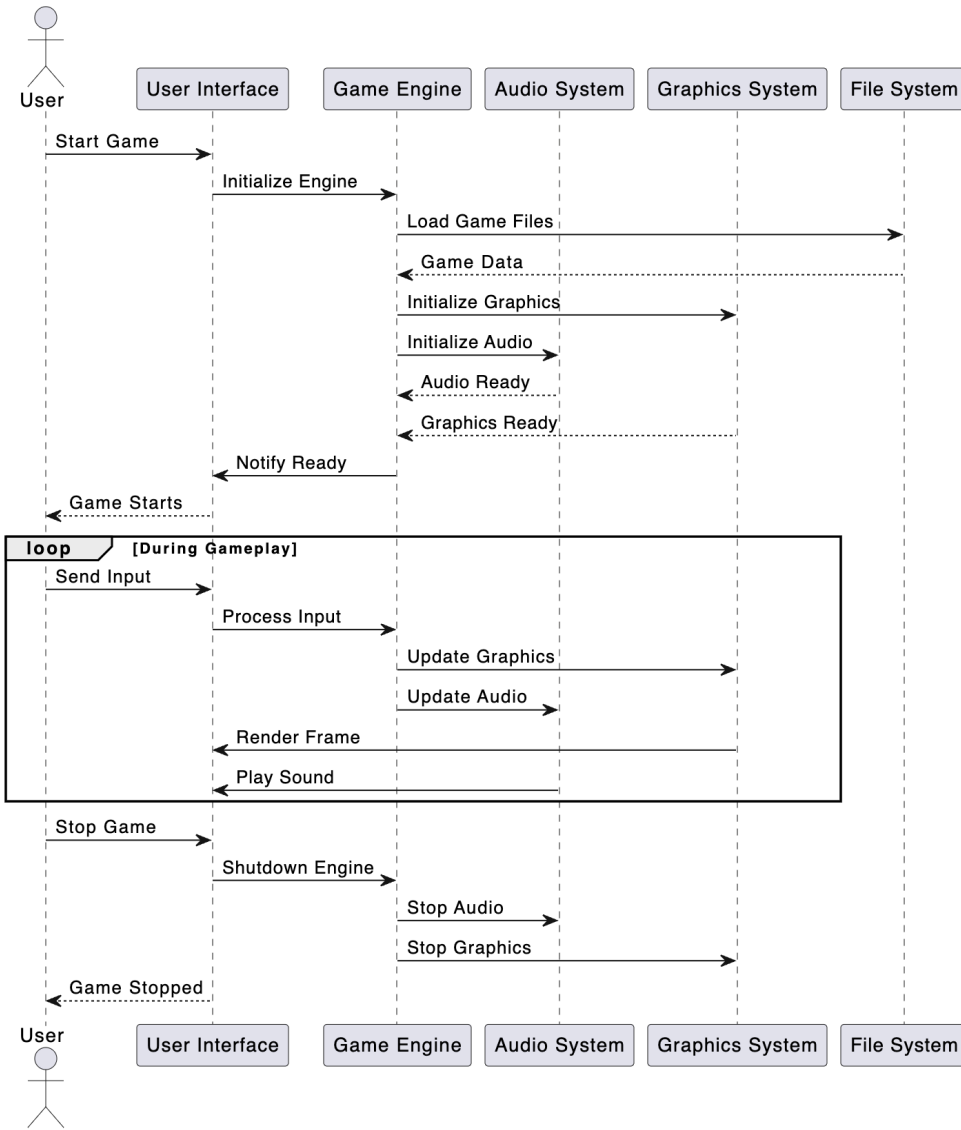 User
User Interface
Game Engine
Audio System
Graphics System
File System
Start Game
Initialize Engine
Load Game Files
Game Data
Initialize Graphics
Initialize Audio
Audio Ready
Graphics Ready
Notify Ready
Game Starts
loop [During Gameplay]
Send Input
Process Input
Update Graphics
Update Audio
Render Frame
Play Sound
Stop Game
Shutdown Engine
Stop Audio
Stop Graphics
Game Stopped
User
User Interface
Game Engine
Audio System
Graphics System
File System